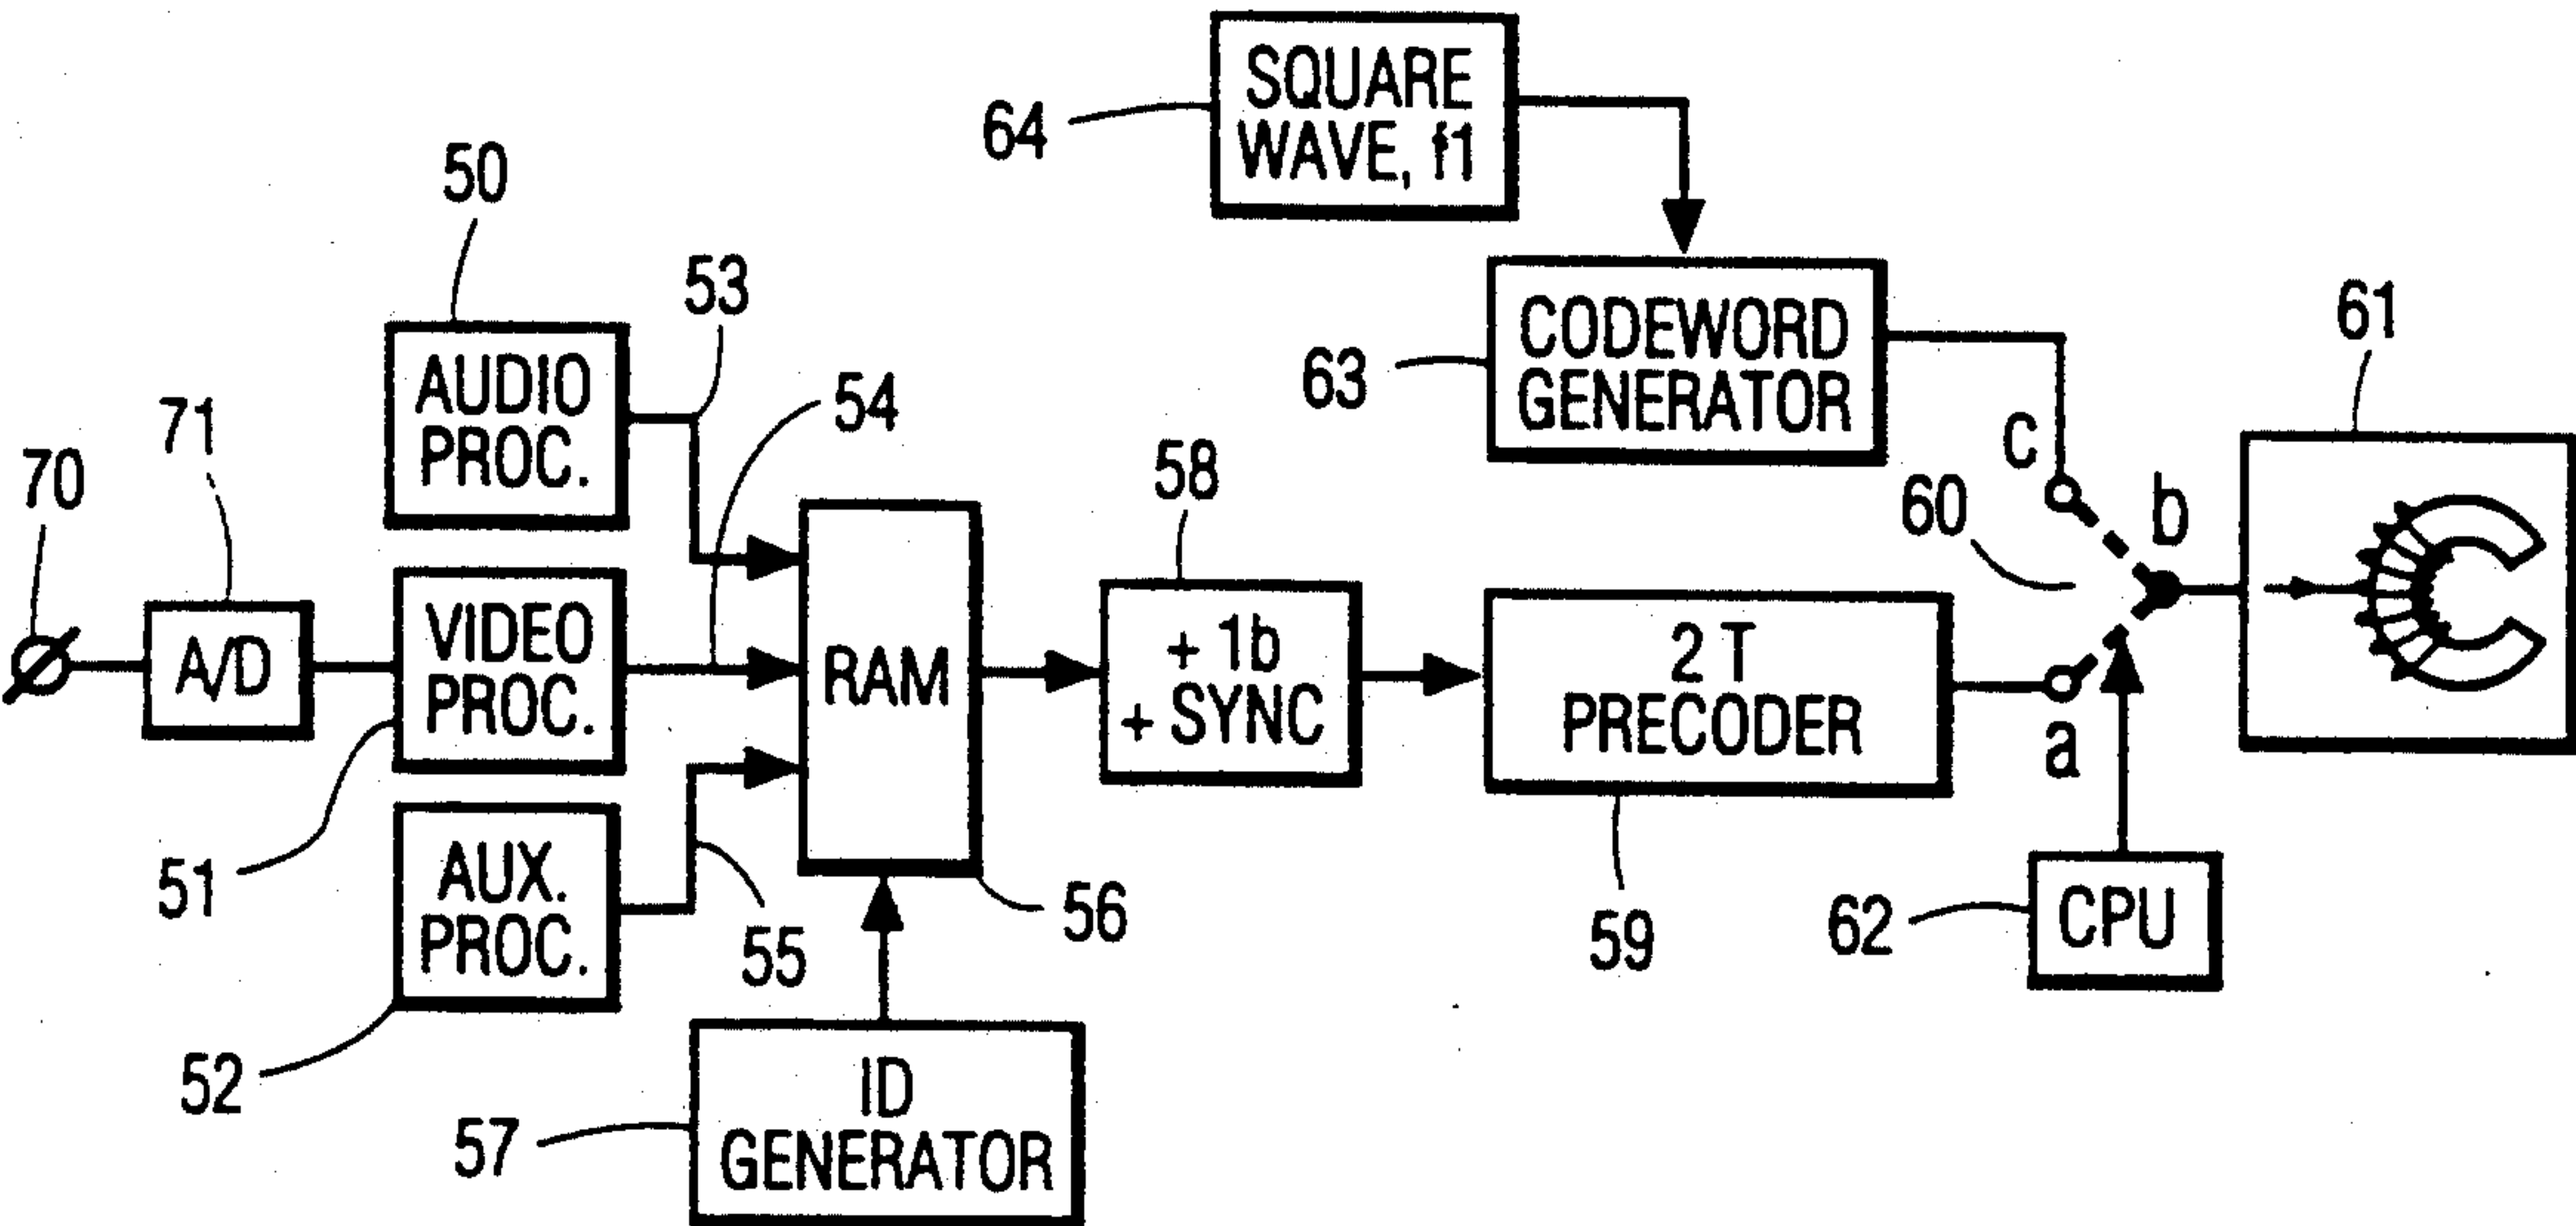 SQUARE
WAVE, f1
64
50
AUDIO
PROC.
53
CODEWORD
GENERATOR
63
61
54
71
70
A/D
VIDEO
PROC.
51
RAM
58
+ 1b
+ SYNC
2 T
PRECODER
59
60
c
b
a
AUX.
PROC.
52
55
56
62
CPU
ID
GENERATOR
57